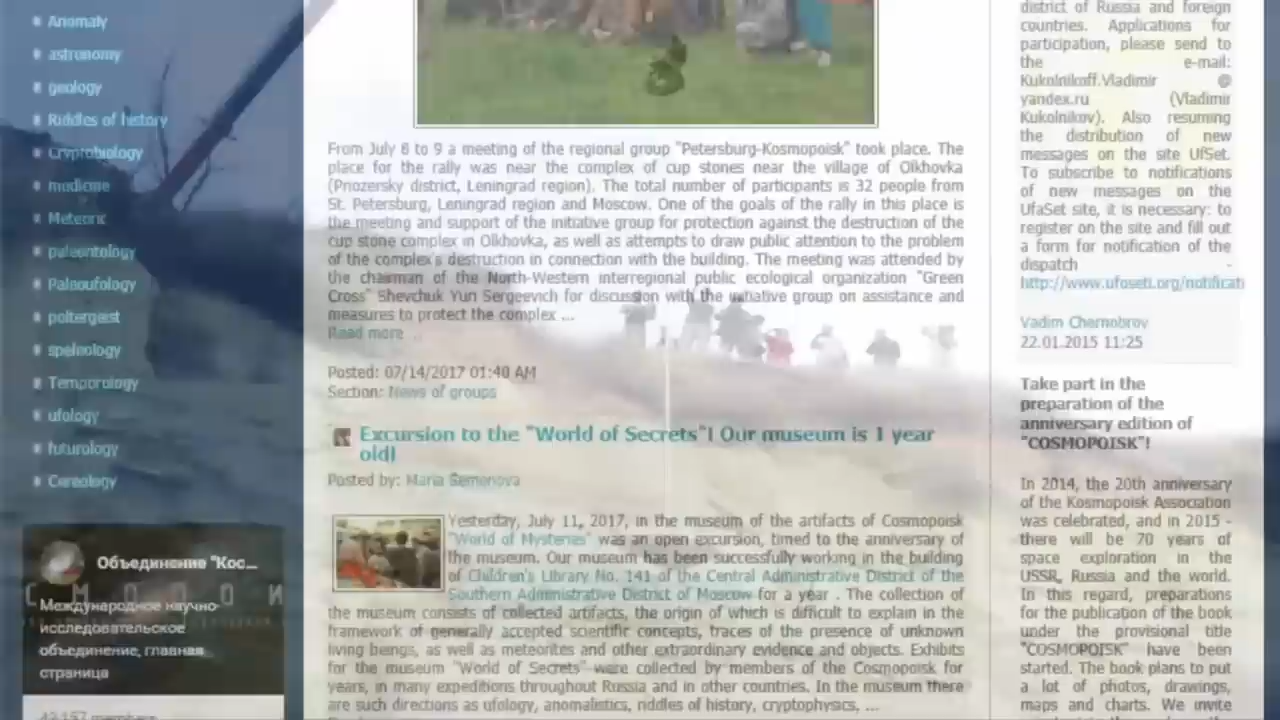 Anomaly
astronomy
geology
Riddles of history
Cryptobiology
medicine
Meteoric
paleontology
Paleoufology
poltergeist
speleology
Temporology
ufology
futurology
Cereology
Объединение "Кос...
С М О П О И
Международное научно-
исследовательское
объединение, главная
страница
43,157 members
From July 8 to 9 a meeting of the regional group "Petersburg-Kosmopoisk" took place. The
place for the rally was near the complex of cup stones near the village of Olkhovka
(Priozersky district, Leningrad region). The total number of participants is 32 people from
St. Petersburg, Leningrad region and Moscow. One of the goals of the rally in this place is
the meeting and support of the initiative group for protection against the destruction of the
cup stone complex in Olkhovka, as well as attempts to draw public attention to the problem
of the complex's destruction in connection with the building. The meeting was attended by
the chairman of the North-Western interregional public ecological organization "Green
Cross" Shevchuk Yuri Sergeevich for discussion with the initiative group on assistance and
measures to protect the complex ...
Read more ...
Posted: 07/14/2017 01:40 AM
Section: News of groups
Excursion to the "World of Secrets"! Our museum is 1 year
old!
Posted by: Maria Semenova
Yesterday, July 11, 2017, in the museum of the artifacts of Cosmopoisk
"World of Mysteries" was an open excursion, timed to the anniversary of
the museum. Our museum has been successfully working in the building
of Children's Library No. 141 of the Central Administrative District of the
Southern Administrative District of Moscow for a year . The collection of
the museum consists of collected artifacts, the origin of which is difficult to explain in the
framework of generally accepted scientific concepts, traces of the presence of unknown
living beings, as well as meteorites and other extraordinary evidence and objects. Exhibits
for the museum "World of Secrets" were collected by members of the Cosmopoisk for
years, in many expeditions throughout Russia and in other countries. In the museum there
are such directions as ufology, anomalistics, riddles of history, cryptophysics, ...
district of Russia and foreign
countries. Applications for
participation, please send to
the e-mail:
Kukolnikoff.Vladimir @
yandex.ru (Vladimir
Kukolnikov). Also resuming
the distribution of new
messages on the site UfSet.
To subscribe to notifications
of new messages on the
UfaSet site, it is necessary: to
register on the site and fill out
a form for notification of the
dispatch -
http://www.ufoseti.org/notificati
Vadim Chernobrov
22.01.2015 11:25
Take part in the
preparation of the
anniversary edition of
"COSMOPOISK"!
In 2014, the 20th anniversary
of the Kosmopoisk Association
was celebrated, and in 2015 -
there will be 70 years of
space exploration in the
USSR, Russia and the world.
In this regard, preparations
for the publication of the book
under the provisional title
"COSMOPOISK" have been
started. The book plans to put
a lot of photos, drawings,
maps and charts. We invite